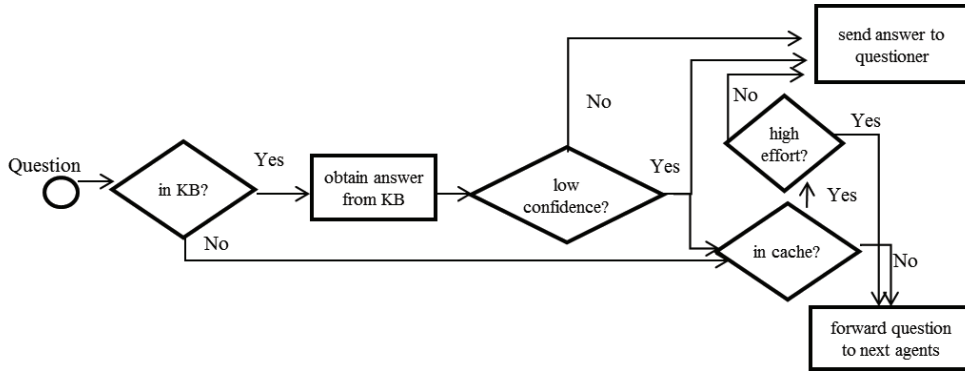 Question
in KB?
Yes
No
obtain answer
from KB
low
confidence?
No
Yes
in cache?
Yes
No
high
effort?
No
Yes
send answer to
questioner
forward question
to next agents